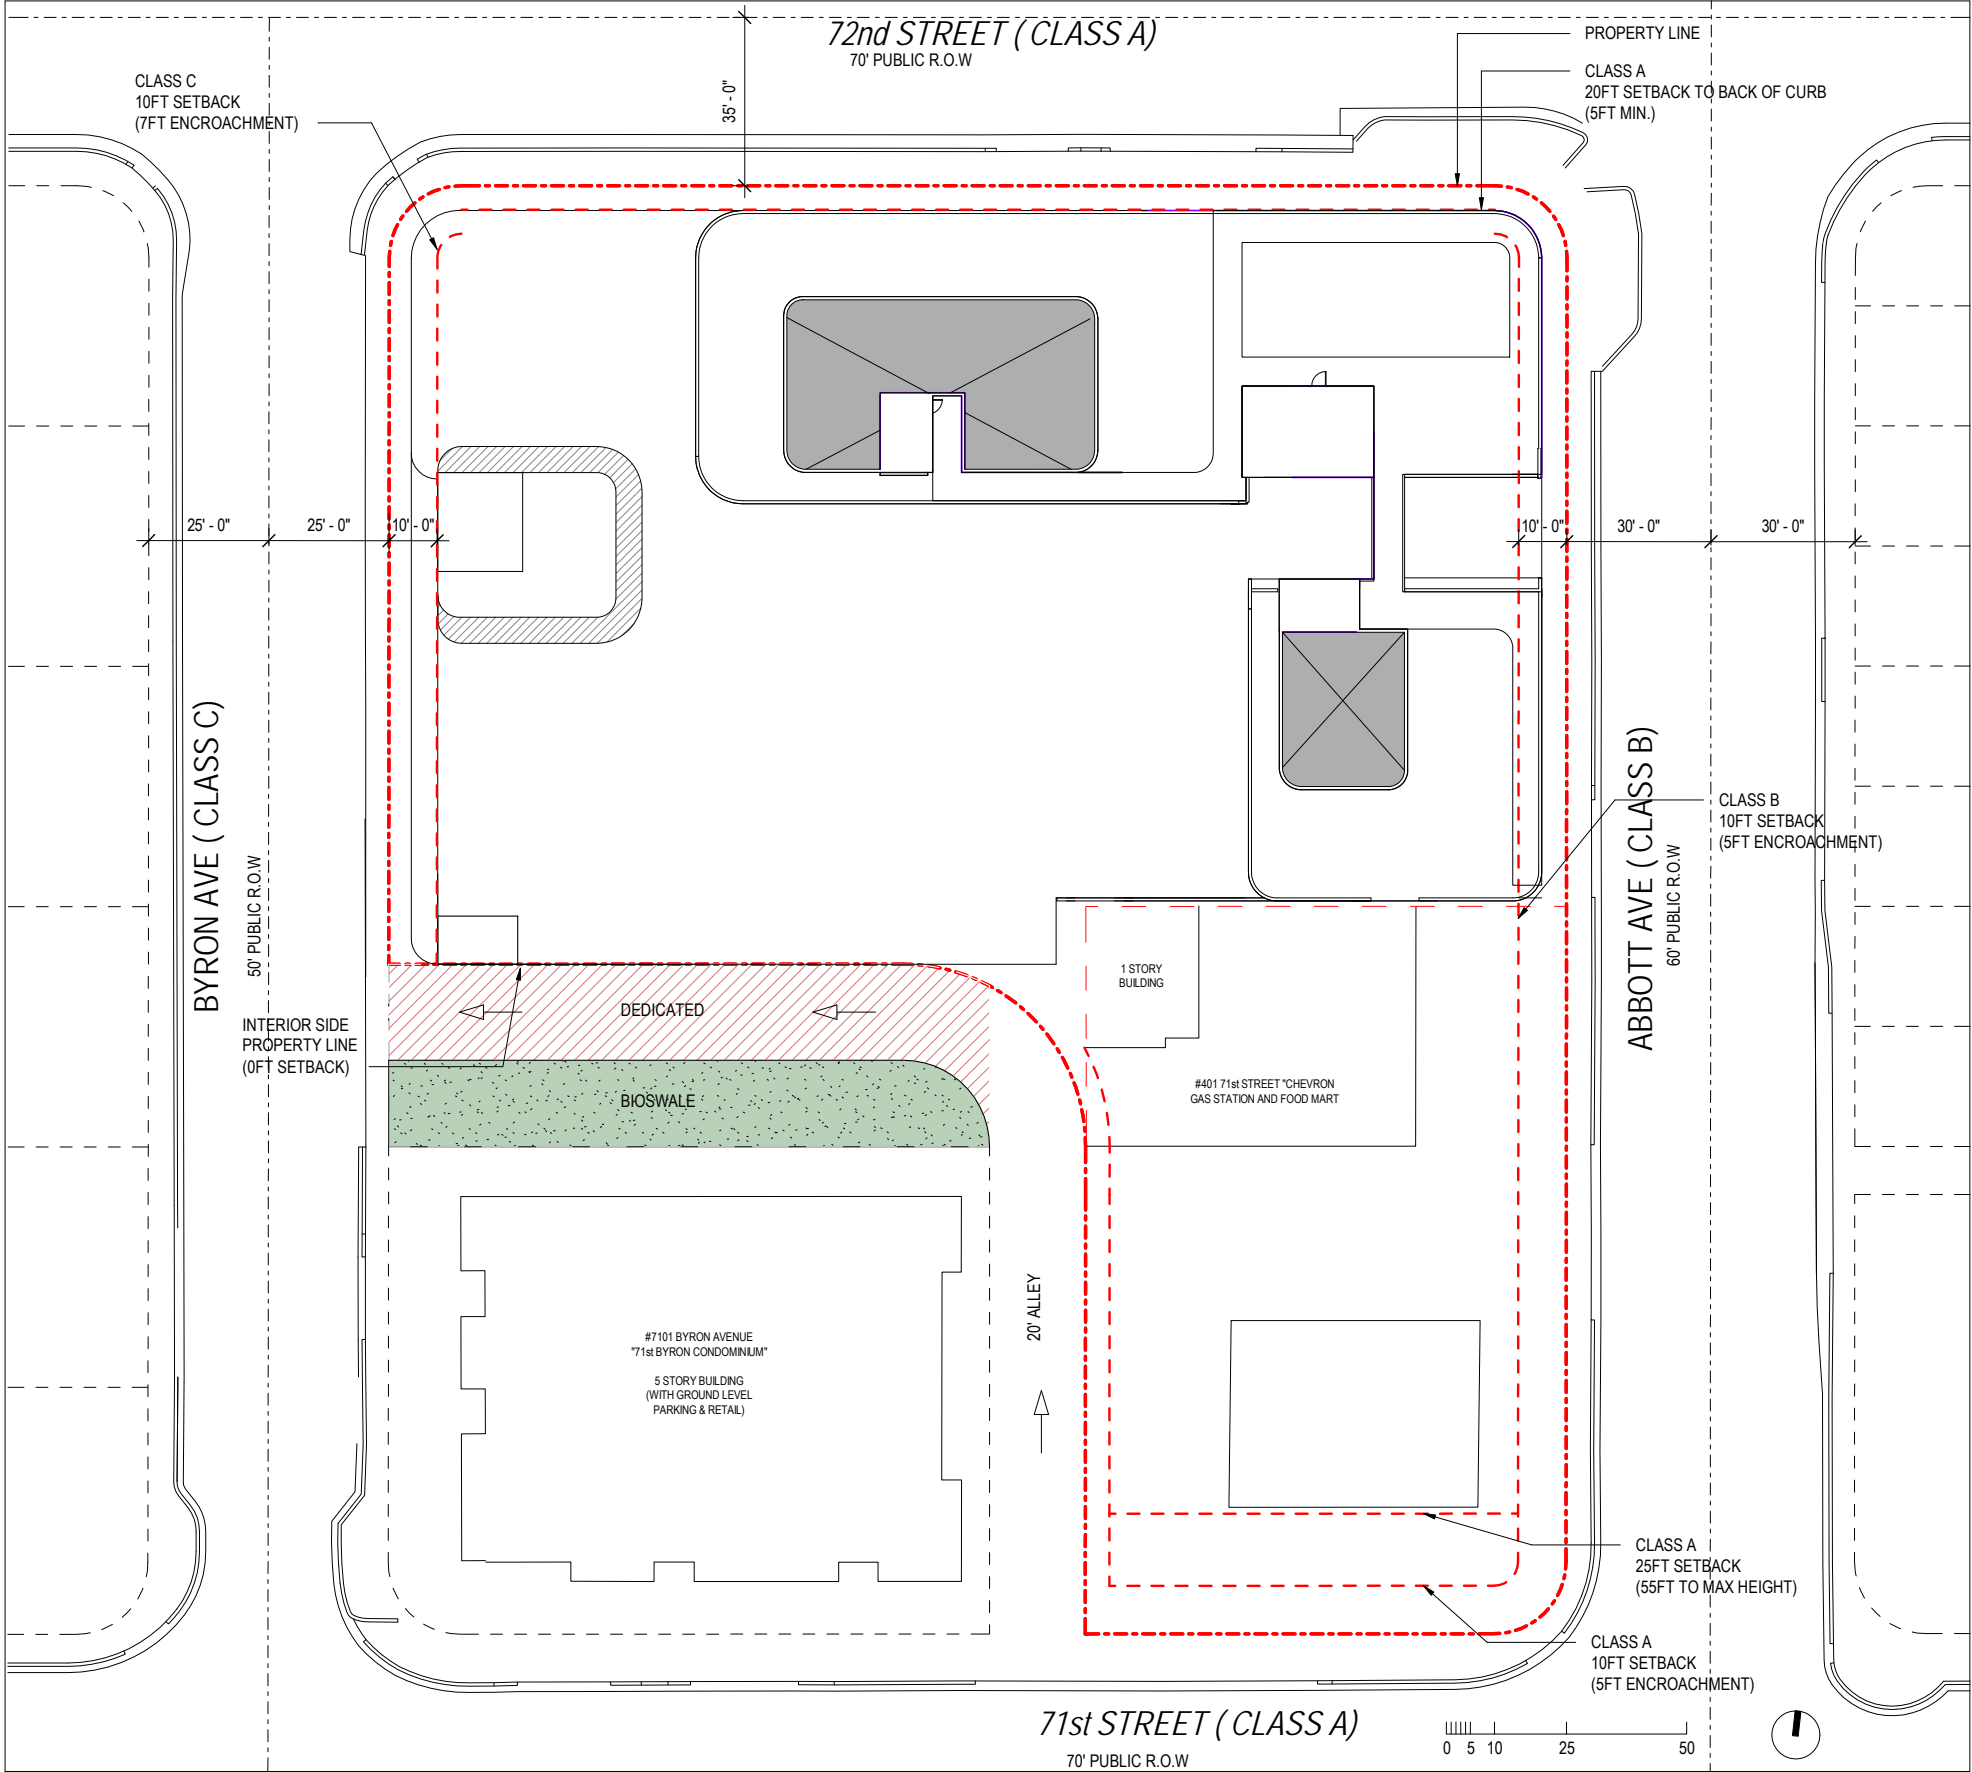 72nd STREET ( CLASS A)
70' PUBLIC R.O.W
PROPERTY LINE
CLASS A
20FT SETBACK TO BACK OF CURB
(5FT MIN.)
CLASS C
10FT SETBACK
(7FT ENCROACHMENT)
35' - 0"
25' - 0"
25' - 0"
10' - 0"
10' - 0"
30' - 0"
30' - 0"
BYRON AVE ( CLASS C)
50' PUBLIC R.O.W
ABBOTT AVE ( CLASS B)
60' PUBLIC R.O.W
CLASS B
10FT SETBACK
(5FT ENCROACHMENT)
1 STORY
BUILDING
DEDICATED
INTERIOR SIDE
PROPERTY LINE
(0FT SETBACK)
BIOSWALE
#401 71st STREET "CHEVRON
GAS STATION AND FOOD MART
20' ALLEY
#7101 BYRON AVENUE
"71st BYRON CONDOMINIUM"
5 STORY BUILDING
(WITH GROUND LEVEL
PARKING & RETAIL)
CLASS A
25FT SETBACK
(55FT TO MAX HEIGHT)
CLASS A
10FT SETBACK
(5FT ENCROACHMENT)
71st STREET ( CLASS A)
70' PUBLIC R.O.W
0 5 10 25 50